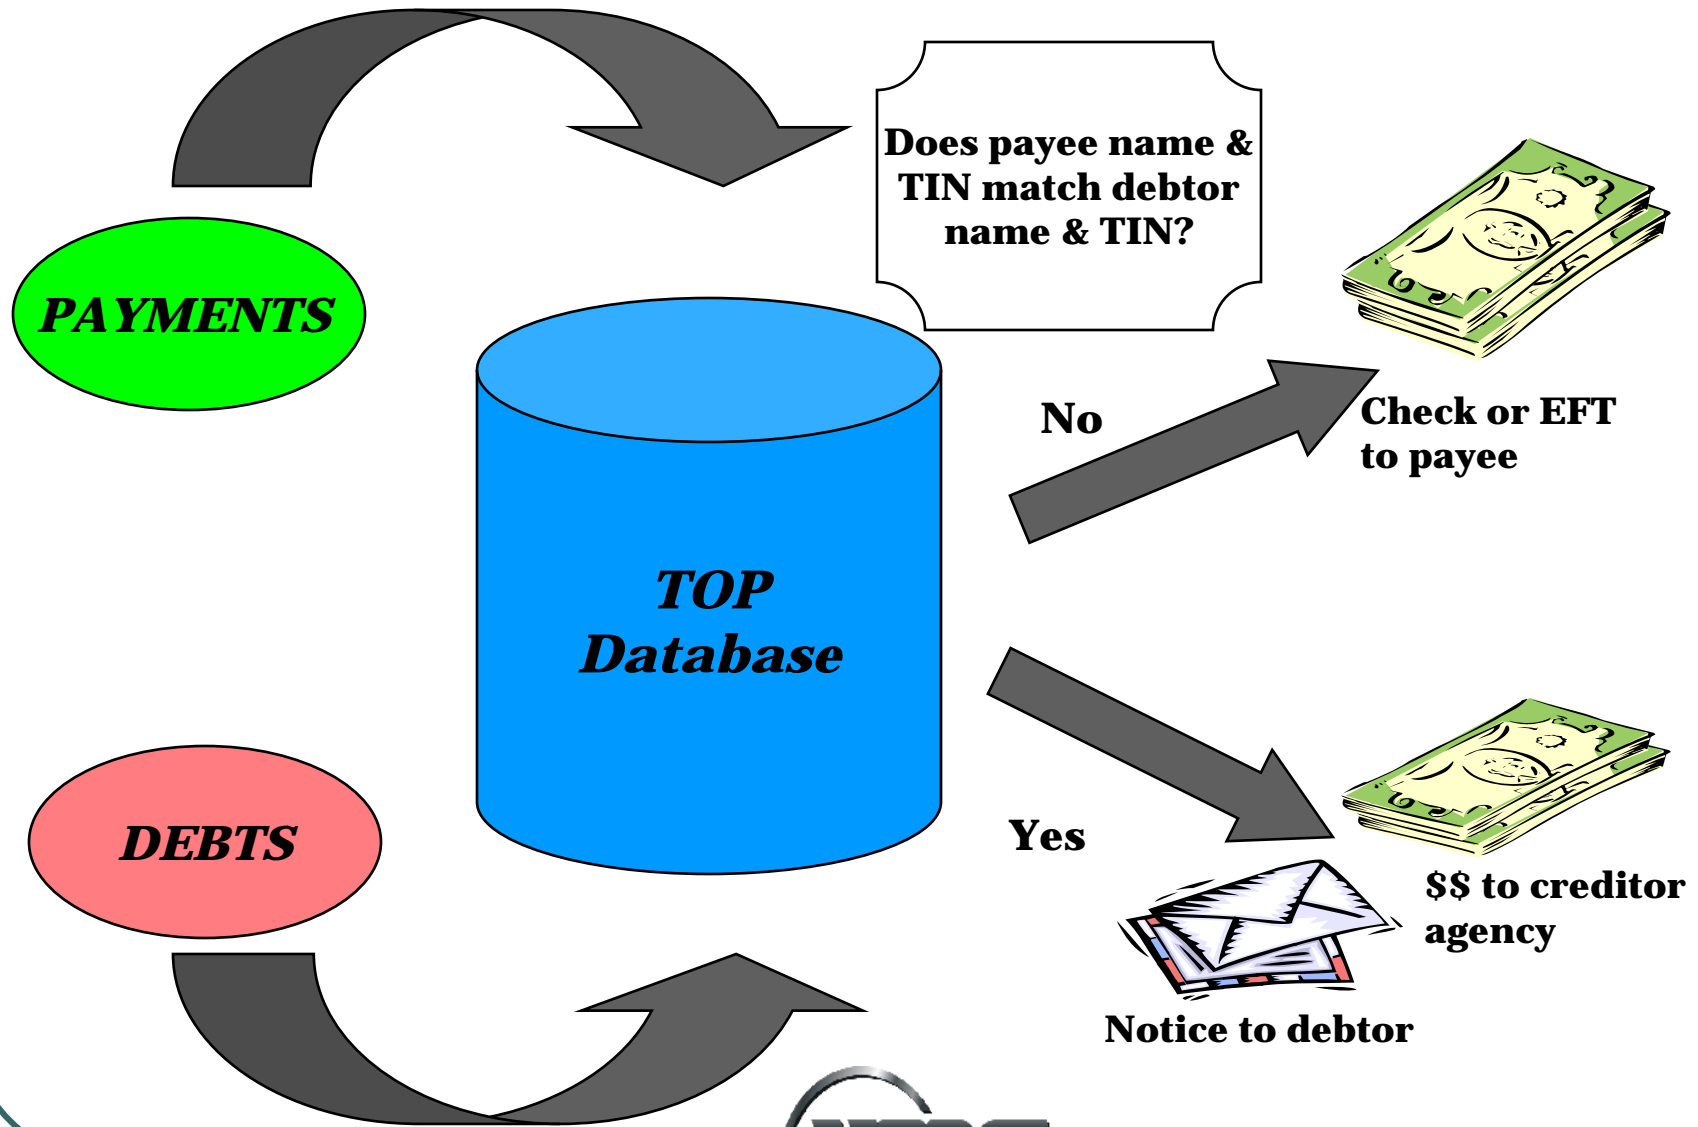 Does payee name &
TIN match debtor
name & TIN?
PAYMENTS
No
Check or EFT
to payee
TOP
Database
DEBTS
Yes
$$ to creditor
agency
Notice to debtor